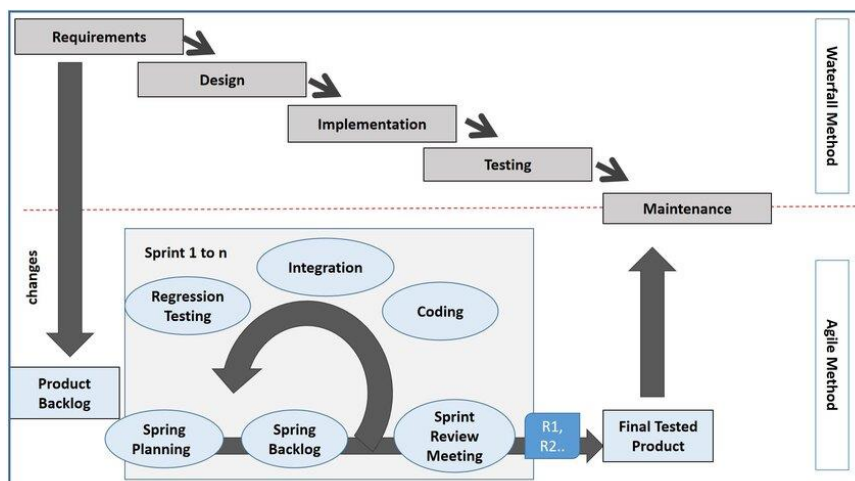 Requirements
Design
Implementation
Testing
Maintenance
Waterfall Method
changes
Sprint 1 to n
Integration
Regression
Testing
Coding
Product
Backlog
Spring
Planning
Spring
Backlog
Sprint
Review
Meeting
R1,
R2..
Final Tested
Product
Agile Method